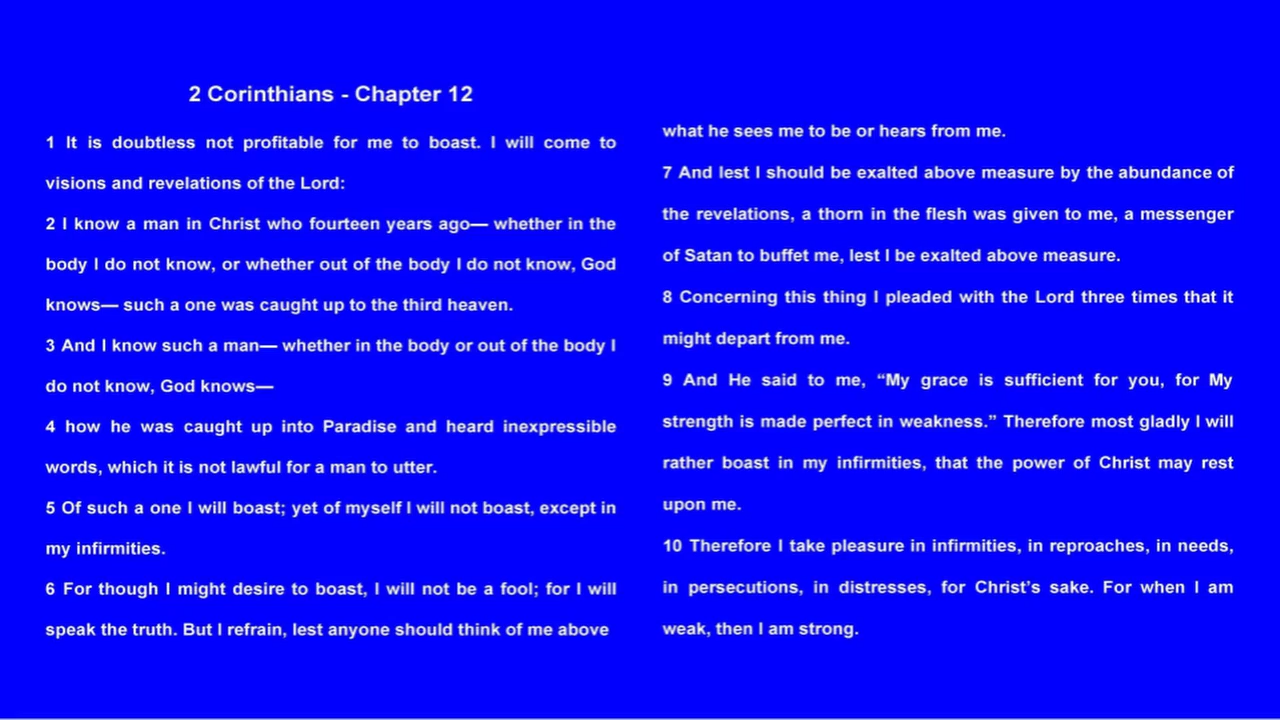 2 Corinthians - Chapter 12
1 It is doubtless not profitable for me to boast. I will come to
visions and revelations of the Lord:
2 I know a man in Christ who fourteen years ago— whether in the
body I do not know, or whether out of the body I do not know, God
knows— such a one was caught up to the third heaven.
3 And I know such a man— whether in the body or out of the body I
do not know, God knows—
4 how he was caught up into Paradise and heard inexpressible
words, which it is not lawful for a man to utter.
5 Of such a one I will boast; yet of myself I will not boast, except in
my infirmities.
6 For though I might desire to boast, I will not be a fool; for I will
speak the truth. But I refrain, lest anyone should think of me above
what he sees me to be or hears from me.
7 And lest I should be exalted above measure by the abundance of
the revelations, a thorn in the flesh was given to me, a messenger
of Satan to buffet me, lest I be exalted above measure.
8 Concerning this thing I pleaded with the Lord three times that it
might depart from me.
9 And He said to me, “My grace is sufficient for you, for My
strength is made perfect in weakness.” Therefore most gladly I will
rather boast in my infirmities, that the power of Christ may rest
upon me.
10 Therefore I take pleasure in infirmities, in reproaches, in needs,
in persecutions, in distresses, for Christ’s sake. For when I am
weak, then I am strong.